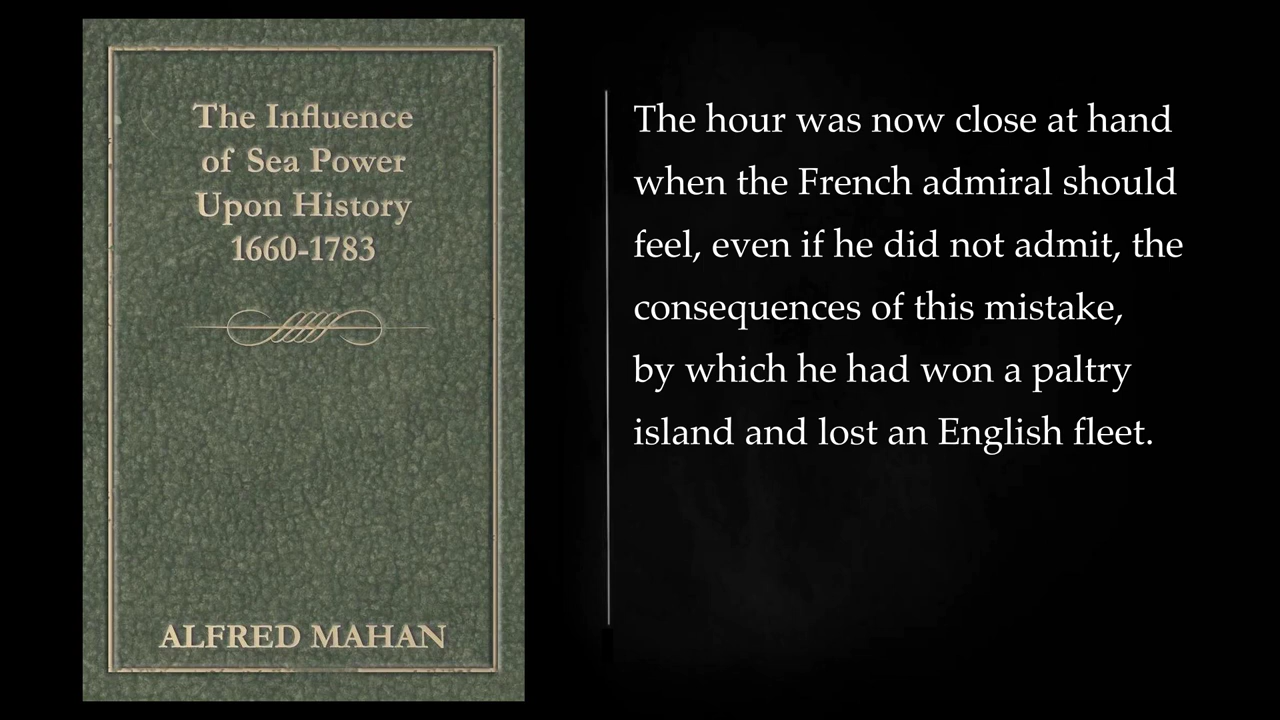 The Influence
of Sea Power
Upon History
1660-1783
ALFRED MAHAN
The hour was now close at hand
when the French admiral should
feel, even if he did not admit, the
consequences of this mistake,
by which he had won a paltry
island and lost an English fleet.